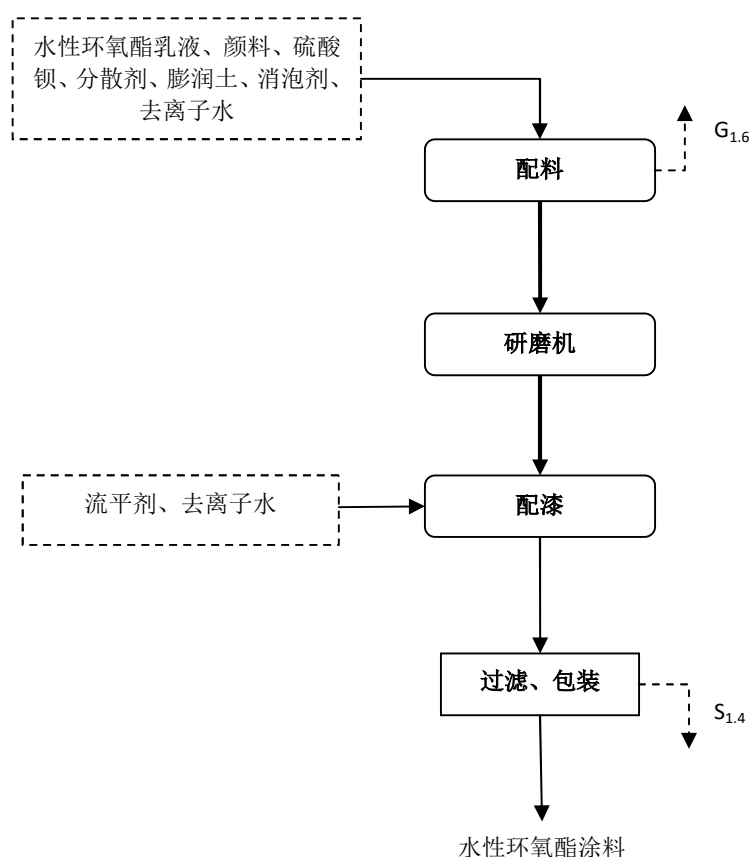 水性环氧酯乳液、颜料、硫酸
钡、分散剂、膨润土、消泡剂、
去离子水
G1.6
配料
研磨机
流平剂、去离子水
配漆
过滤、包装
S1.4
水性环氧酯涂料